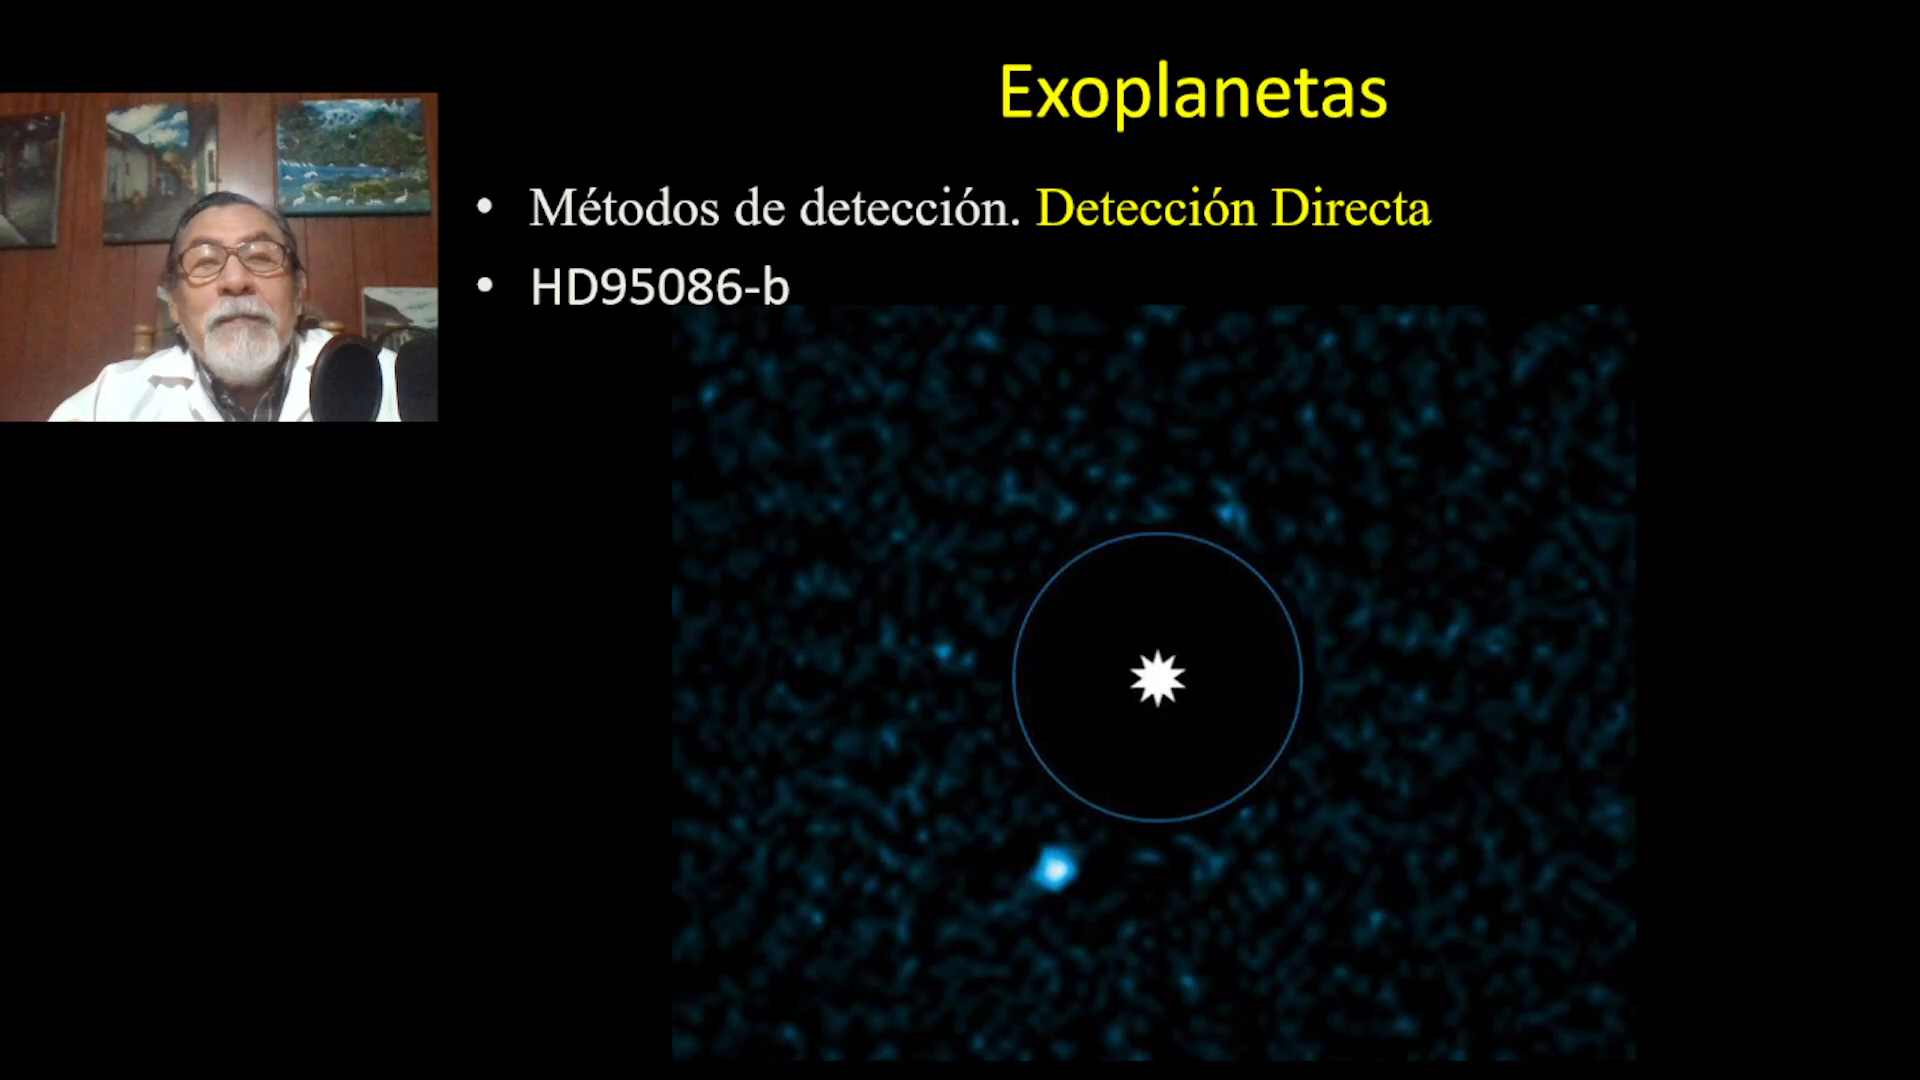 Exoplanetas
• Métodos de detección. Detección Directa
• HD95086-b